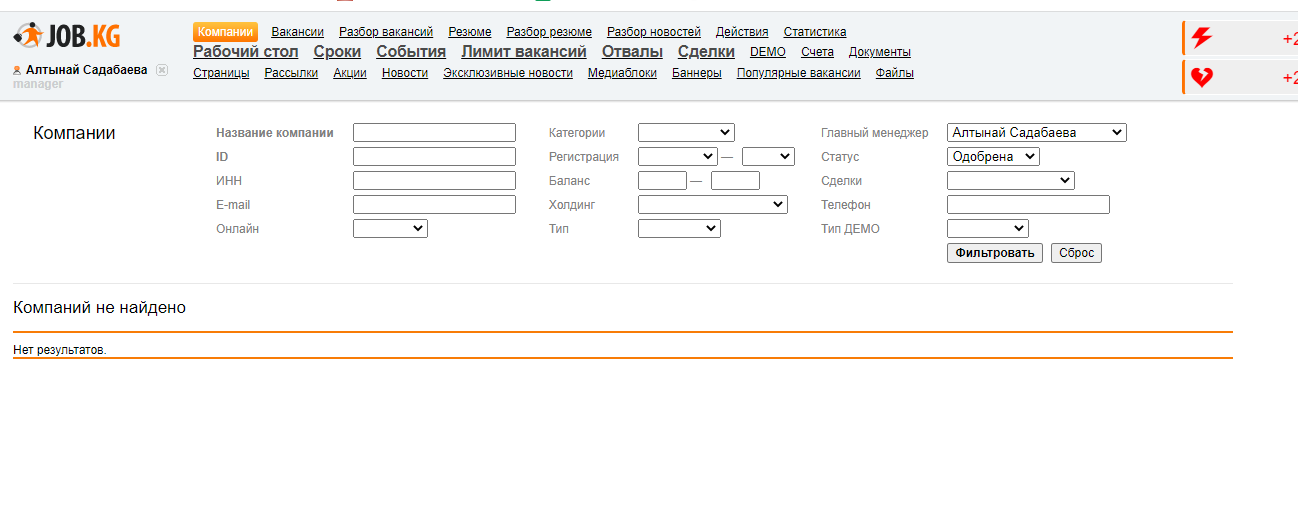 JOB.KG
Алтынай Садабаева
manager
Компании Вакансии Разбор вакансий Резюме Разбор резюме Разбор новостей Действия Статистика
Рабочий стол Сроки События Лимит вакансий Отвалы Сделки DEMO Счета Документы
Страницы Рассылки Акции Новости Эксклюзивные новости Медиаблоки Баннеры Популярные вакансии Файлы
+2
+2
Компании
Название компании Категории Главный менеджер Алтынай Садабаева
ID Регистрация — Статус Одобрена
ИНН Баланс — Сделки
E-mail Холдинг Телефон
Онлайн Тип Тип ДЕМО
Фильтровать Сброс
Компаний не найдено
Нет результатов.